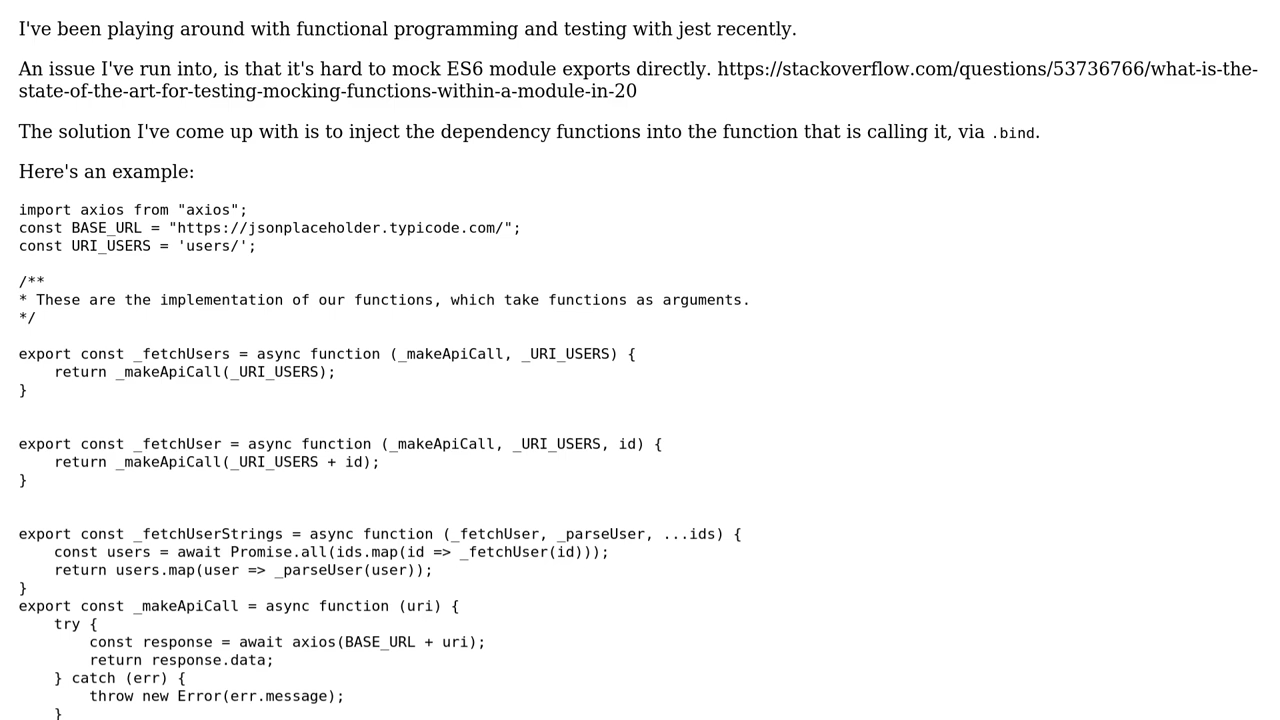 I've been playing around with functional programming and testing with jest recently.
An issue I've run into, is that it's hard to mock ES6 module exports directly. https://stackoverflow.com/questions/53736766/what-is-the-
state-of-the-art-for-testing-mocking-functions-within-a-module-in-20
The solution I've come up with is to inject the dependency functions into the function that is calling it, via .bind.
Here's an example:
import axios from "axios";
const BASE_URL = "https://jsonplaceholder.typicode.com/";
const URI_USERS = 'users/';
/**
* These are the implementation of our functions, which take functions as arguments.
*/
export const _fetchUsers = async function (_makeApiCall, _URI_USERS) {
    return _makeApiCall(_URI_USERS);
}
export const _fetchUser = async function (_makeApiCall, _URI_USERS, id) {
    return _makeApiCall(_URI_USERS + id);
}
export const _fetchUserStrings = async function (_fetchUser, _parseUser, ...ids) {
    const users = await Promise.all(ids.map(id => _fetchUser(id)));
    return users.map(user => _parseUser(user));
}
export const _makeApiCall = async function (uri) {
    try {
        const response = await axios(BASE_URL + uri);
        return response.data;
    } catch (err) {
        throw new Error(err.message);
    }